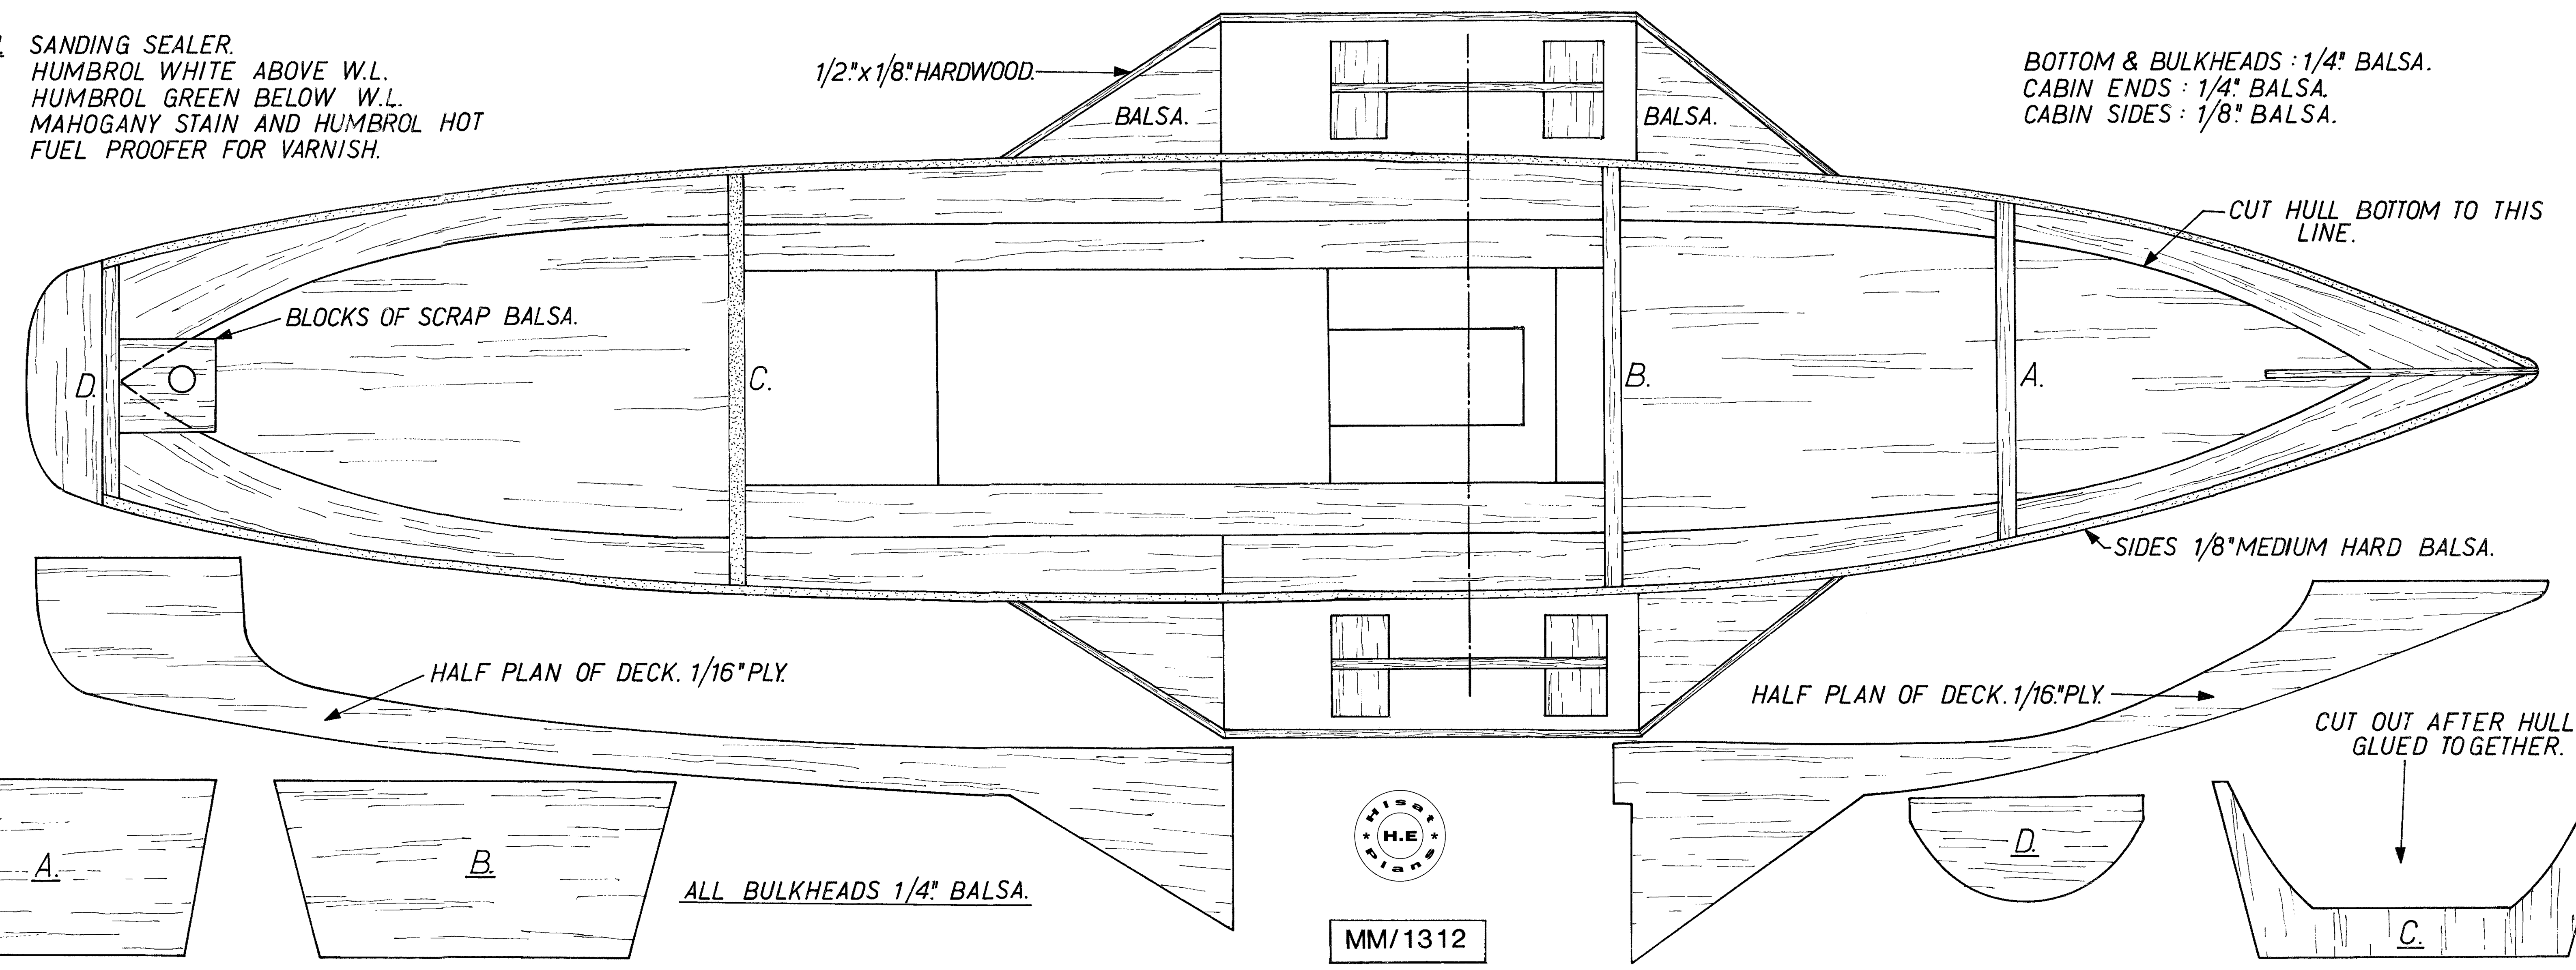 SANDING SEALER.
HUMBROL WHITE ABOVE W.L.
HUMBROL GREEN BELOW W.L.
MAHOGANY STAIN AND HUMBROL HOT
FUEL PROOFER FOR VARNISH.
1/2" x 1/8" HARDWOOD.
BALSA.
BALSA.
BOTTOM & BULKHEADS : 1/4" BALSA.
CABIN ENDS : 1/4" BALSA.
CABIN SIDES : 1/8" BALSA.
CUT HULL BOTTOM TO THIS
LINE.
BLOCKS OF SCRAP BALSA.
D.
C.
B.
A.
SIDES 1/8" MEDIUM HARD BALSA.
HALF PLAN OF DECK. 1/16" PLY.
HALF PLAN OF DECK. 1/16" PLY.
CUT OUT AFTER HULL
GLUED TOGETHER.
A.
B.
ALL BULKHEADS 1/4" BALSA.
Hisat
* H.E *
Plans
MM/1312
D.
C.